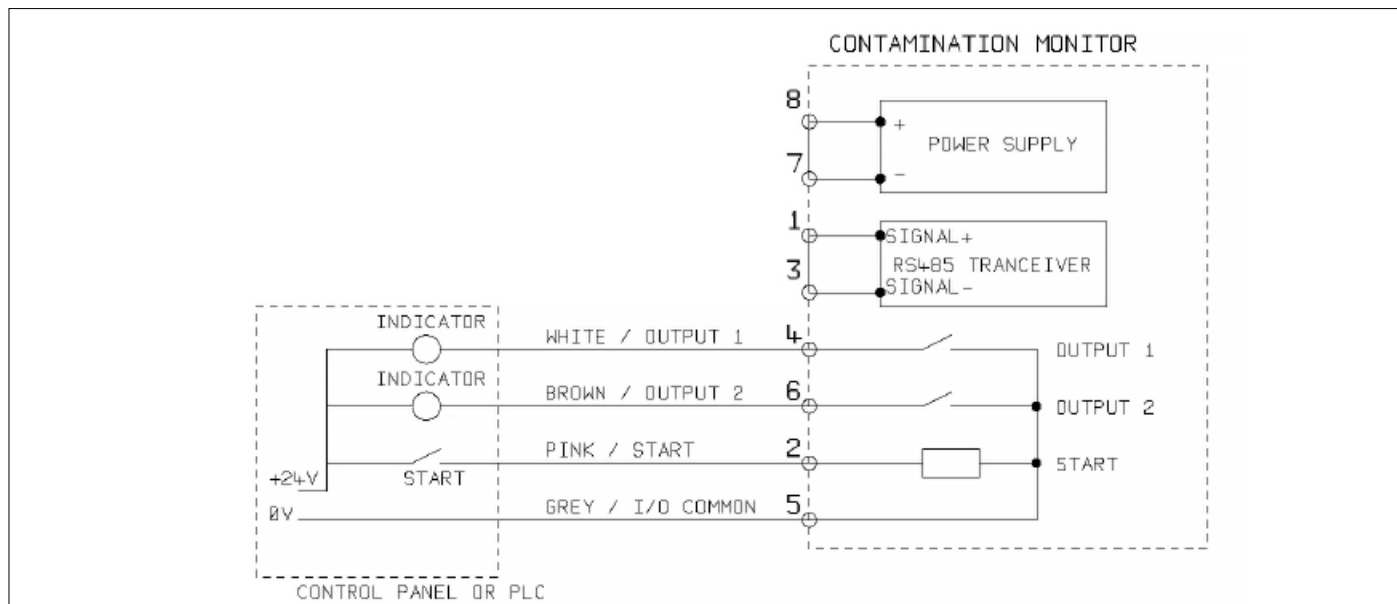 CONTAMINATION MONITOR
8
+
POWER SUPPLY
7
-
1
SIGNAL+
RS485 TRANCEIVER
3
SIGNAL-
INDICATOR
WHITE / OUTPUT 1
4
OUTPUT 1
INDICATOR
BROWN / OUTPUT 2
6
OUTPUT 2
PINK / START
2
START
START
+24V
0V
GREY / I/O COMMON
5
CONTROL PANEL OR PLC